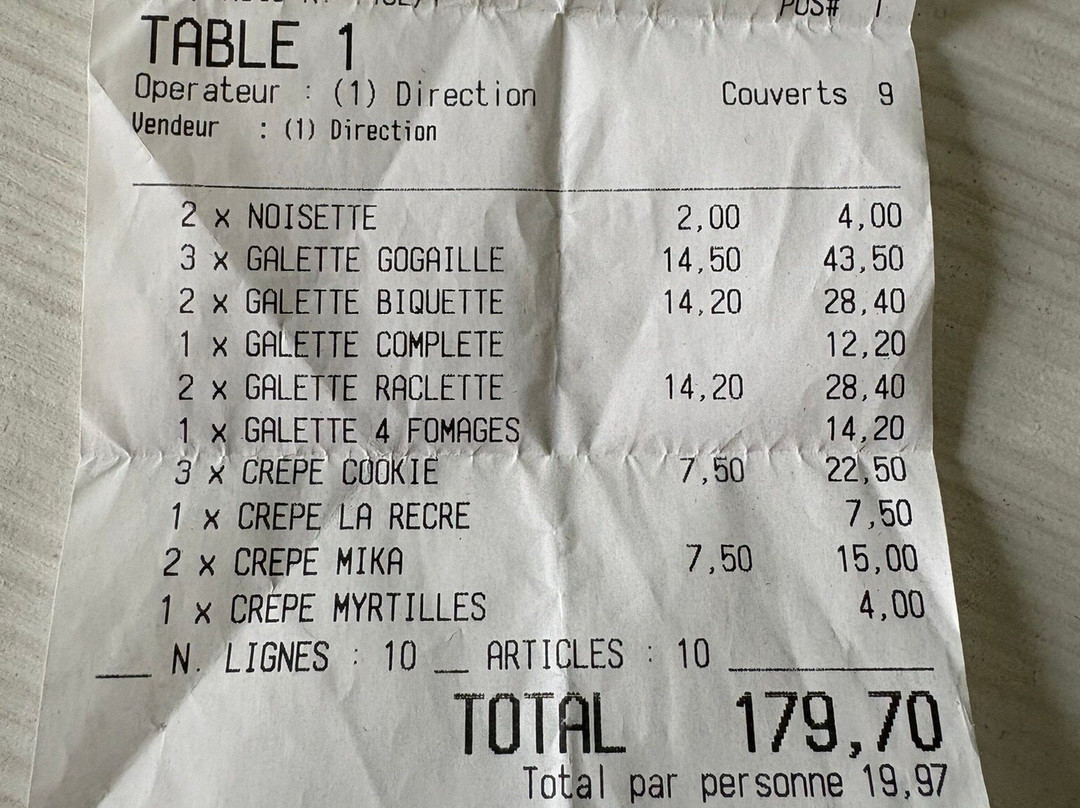 POS# 1
TABLE 1
Operateur : (1) Direction Couverts 9
Vendeur : (1) Direction
2 x NOISETTE 2,00 4,00
3 x GALETTE GOGAILLE 14,50 43,50
2 x GALETTE BIQUETTE 14,20 28,40
1 x GALETTE COMPLETE 12,20
2 x GALETTE RACLETTE 14,20 28,40
1 x GALETTE 4 FOMAGES 14,20
3 x CREPE COOKIE 7,50 22,50
1 x CREPE LA RECRE 7,50
2 x CREPE MIKA 7,50 15,00
1 x CREPE MYRTILLES 4,00
N. LIGNES : 10 ARTICLES : 10
TOTAL 179,70
Total par personne 19,97